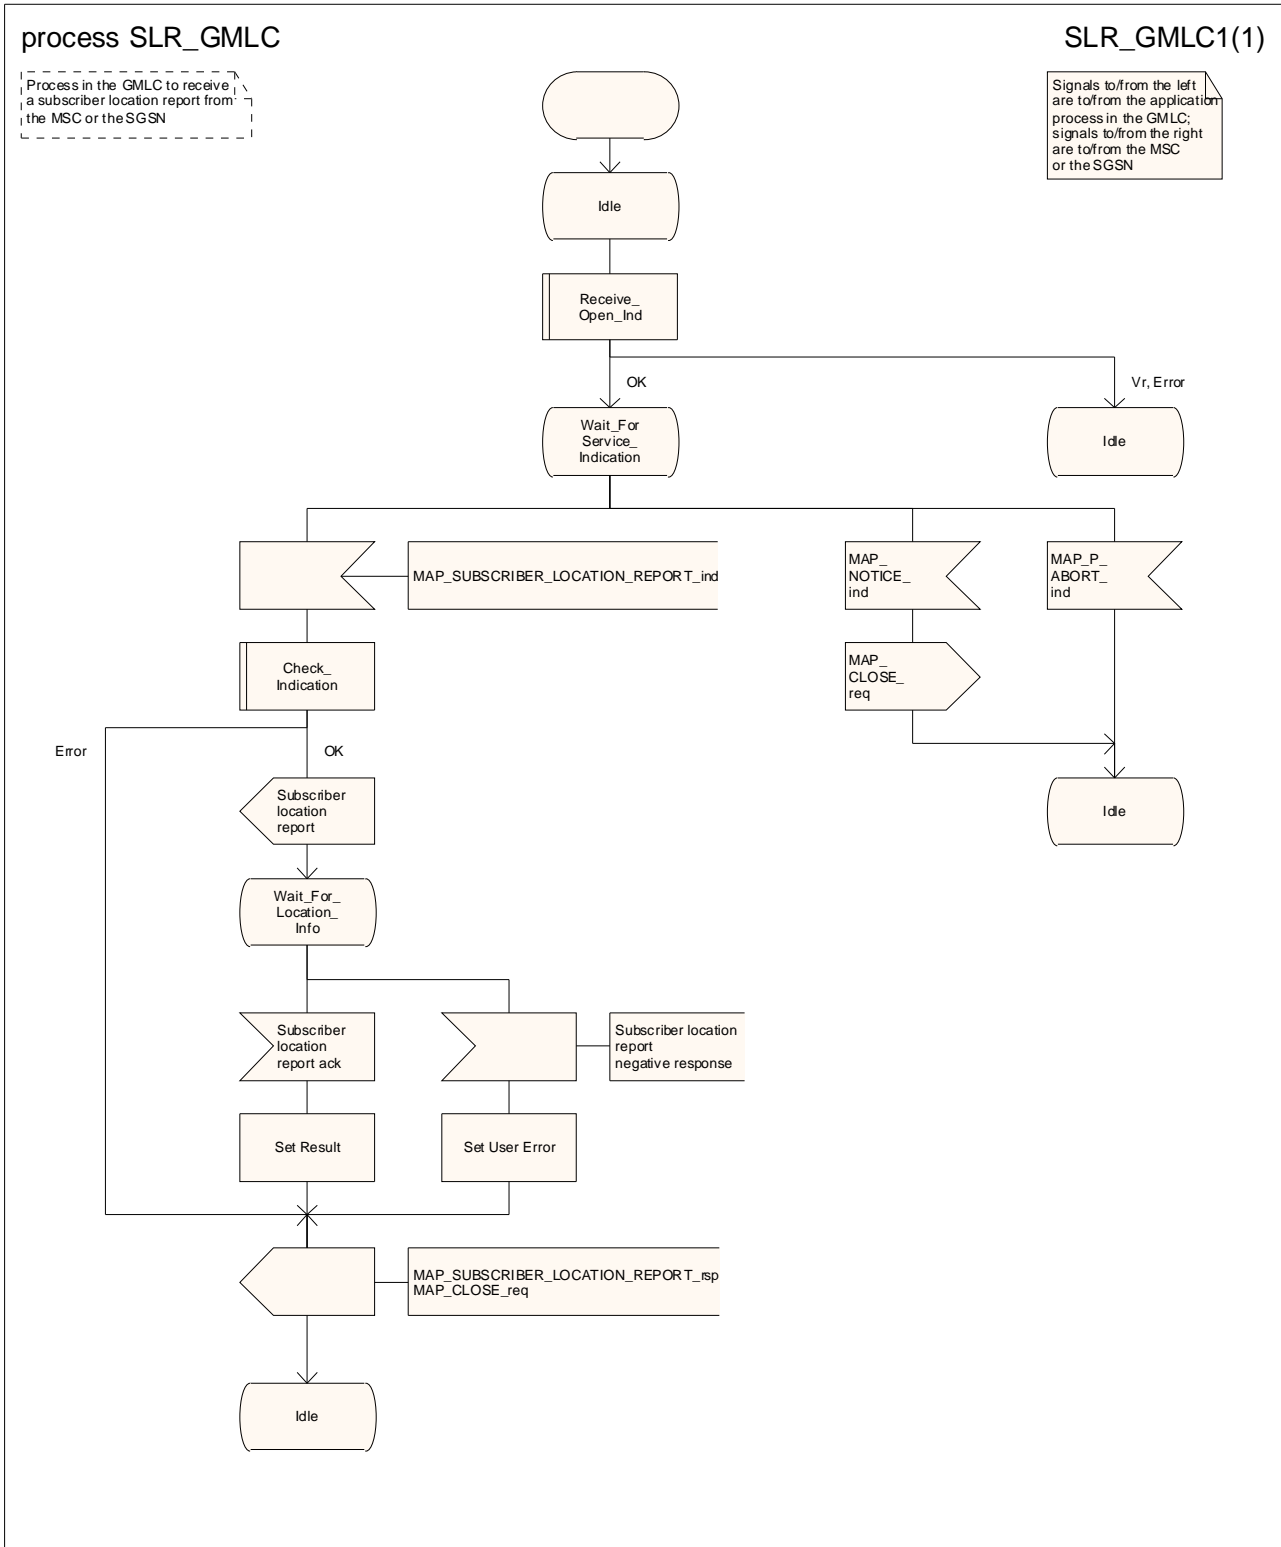 process SLR_GMLC
SLR_GMLC1(1)
Process in the GMLC to receive
a subscriber location report from
the MSC or the SGSN
Signals to/from the left
are to/from the application
process in the GMLC;
signals to/from the right
are to/from the MSC
or the SGSN
Idle
Receive_
Open_Ind
OK
Vr, Error
Wait_For
Service_
Indication
Idle
MAP_SUBSCRIBER_LOCATION_REPORT_ind
MAP_
NOTICE_
ind
MAP_P_
ABORT_
ind
Check_
Indication
MAP_
CLOSE_
req
Error
OK
Subscriber
location
report
Idle
Wait_For_
Location_
Info
Subscriber
location
report ack
Subscriber location
report
negative response
Set Result
Set User Error
MAP_SUBSCRIBER_LOCATION_REPORT_rsp
MAP_CLOSE_req
Idle